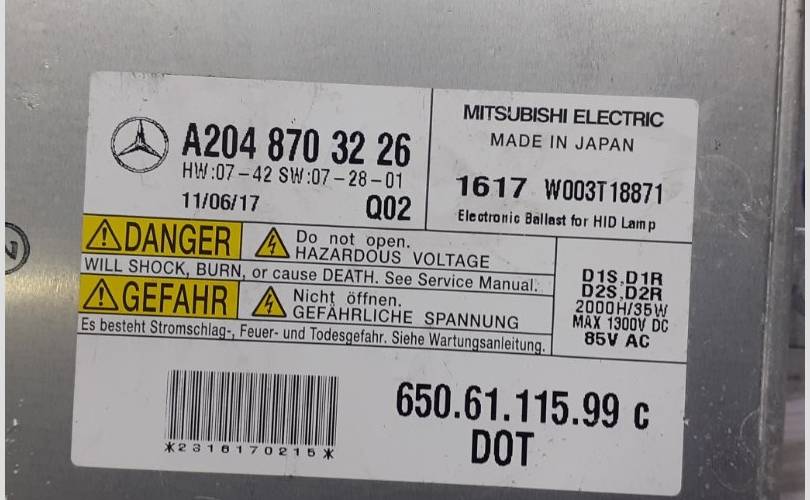 A204 870 3226
HW:07-42 SW:07-28-01
11/06/17 Q02
MITSUBISHI ELECTRIC
MADE IN JAPAN
1617 W003T18871
Electronic Ballast for HID Lamp
DANGER
Do not open.
HAZARDOUS VOLTAGE
WILL SHOCK, BURN, or cause DEATH. See Service Manual.
GEFAHR
Nicht öffnen.
GEFÄHRLICHE SPANNUNG
Es besteht Stromschlag-, Feuer- und Todesgefahr. Siehe Wartungsanleitung.
D1S,D1R
D2S,D2R
2000H/35W
MAX 1300V DC
85V AC
*2316170215*
650.61.115.99 c
DOT